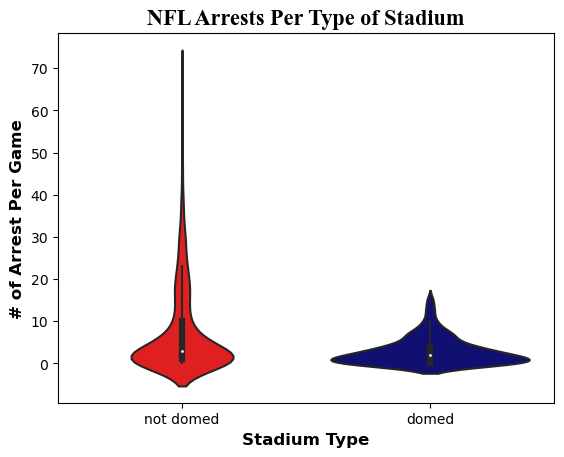 NFL Arrests Per Type of Stadium
# of Arrest Per Game
70
60
50
40
30
20
10
0
not domed
domed
Stadium Type